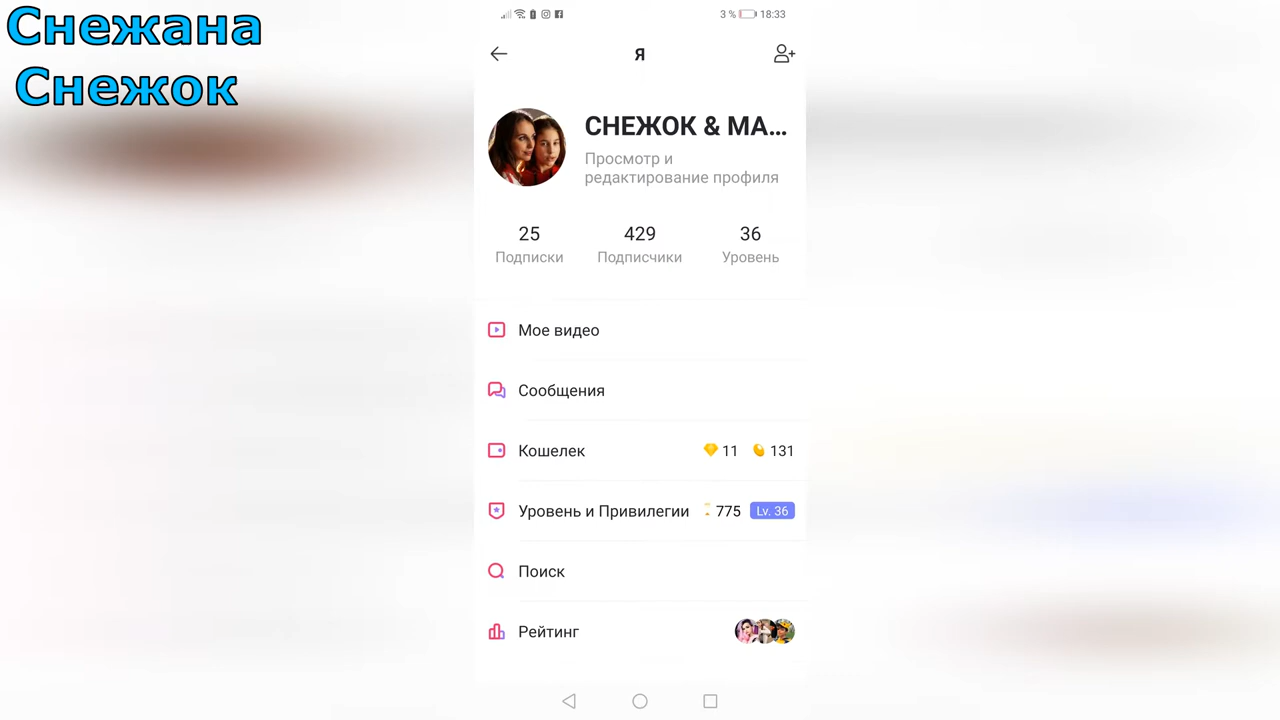 Снежана
Снежок
3 % 18:33
Я
СНЕЖОК & МА...
Просмотр и
редактирование профиля
25 429 36
Подписки Подписчики Уровень
Мое видео
Сообщения
Кошелек 11 131
Уровень и Привилегии 775 Lv. 36
Поиск
Рейтинг